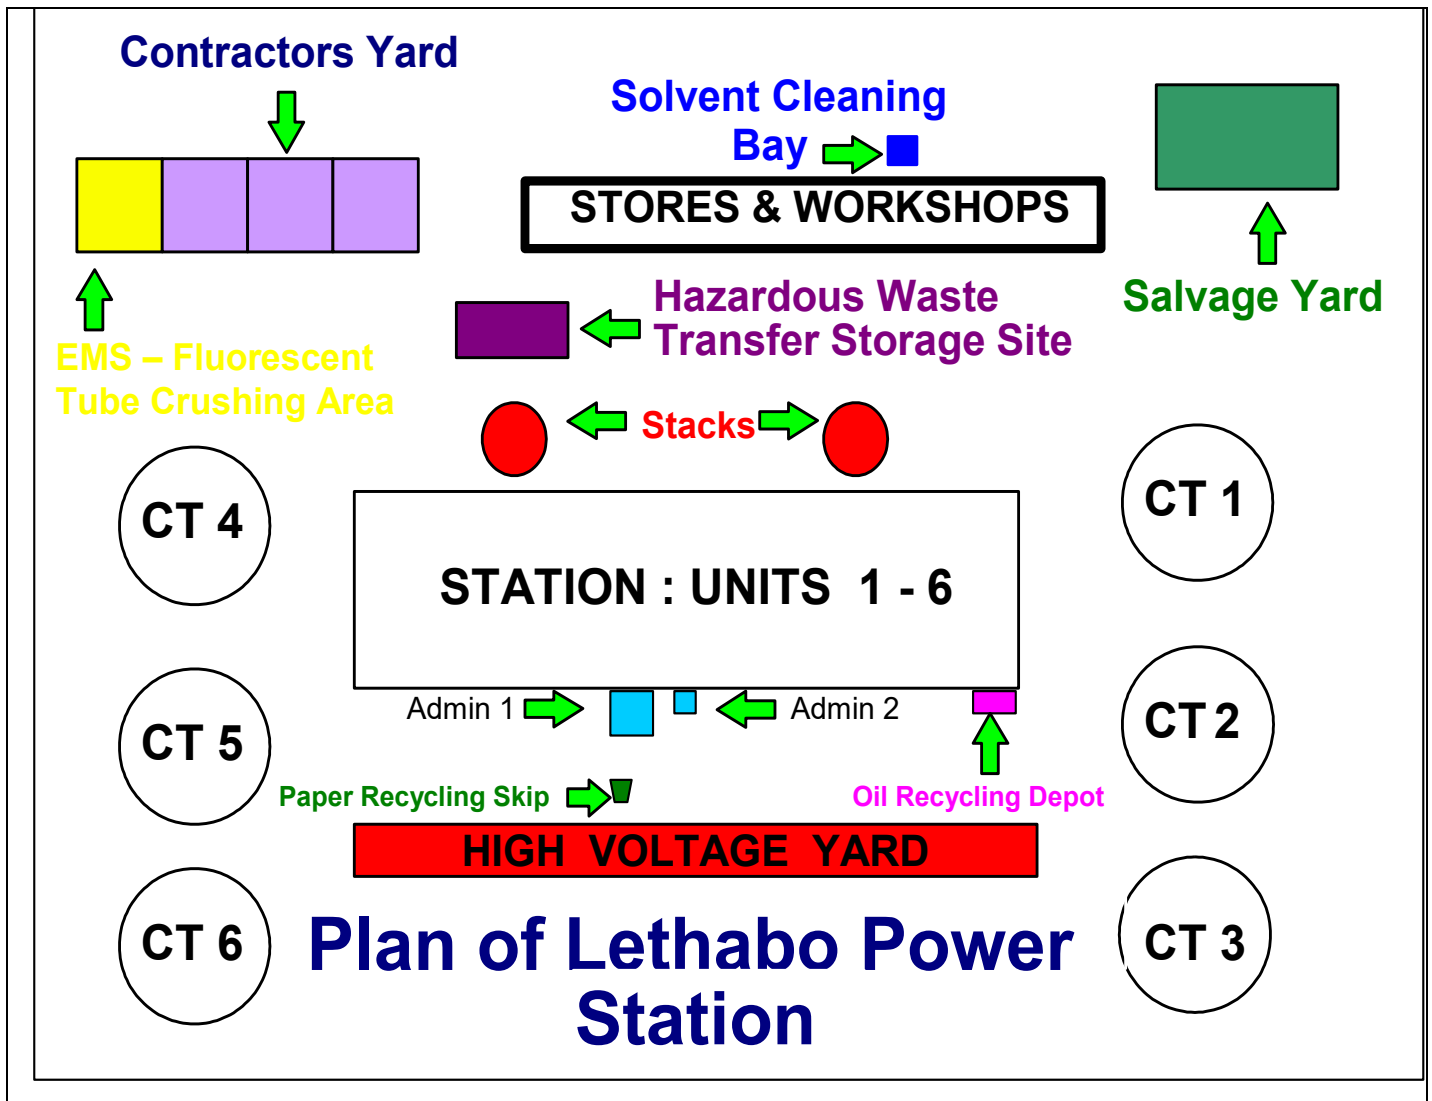 Contractors Yard
Solvent Cleaning
Bay
STORES & WORKSHOPS
Hazardous Waste
Transfer Storage Site
Salvage Yard
EMS – Fluorescent
Tube Crushing Area
Stacks
CT 4
CT 1
STATION : UNITS 1 - 6
Admin 1
Admin 2
CT 5
CT 2
Paper Recycling Skip
Oil Recycling Depot
HIGH VOLTAGE YARD
CT 6
CT 3
Plan of Lethabo Power
Station